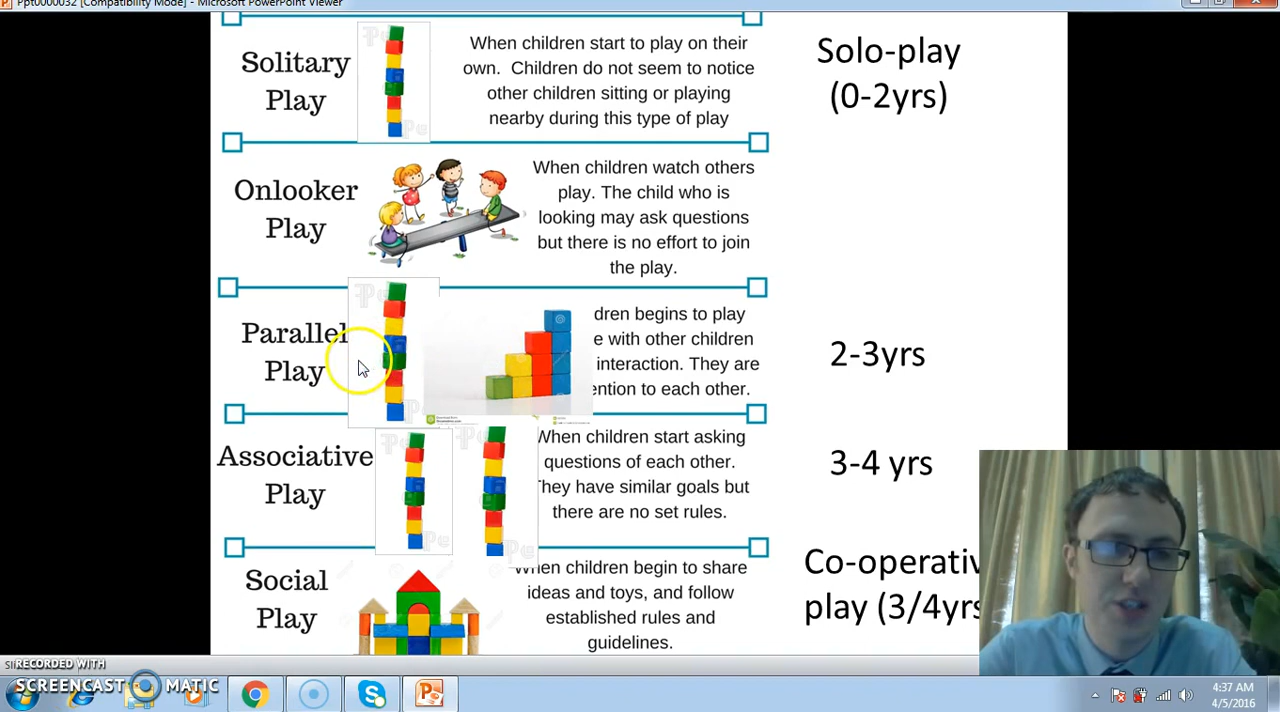 Ppt0000032 [Compatibility Mode] - Microsoft PowerPoint Viewer
Solitary
Play
When children start to play on their
own. Children do not seem to notice
other children sitting or playing
nearby during this type of play
Solo-play
(0-2yrs)
Onlooker
Play
When children watch others
play. The child who is
looking may ask questions
but there is no effort to join
the play.
Parallel
Play
dren begins to play
e with other children
interaction. They are
ention to each other.
2-3yrs
Associative
Play
When children start asking
questions of each other.
They have similar goals but
there are no set rules.
3-4 yrs
Social
Play
When children begin to share
ideas and toys, and follow
established rules and
guidelines.
Co-operativ
play (3/4yrs
RECORDED WITH
SCREENCAST MATIC
4:37 AM
4/5/2016